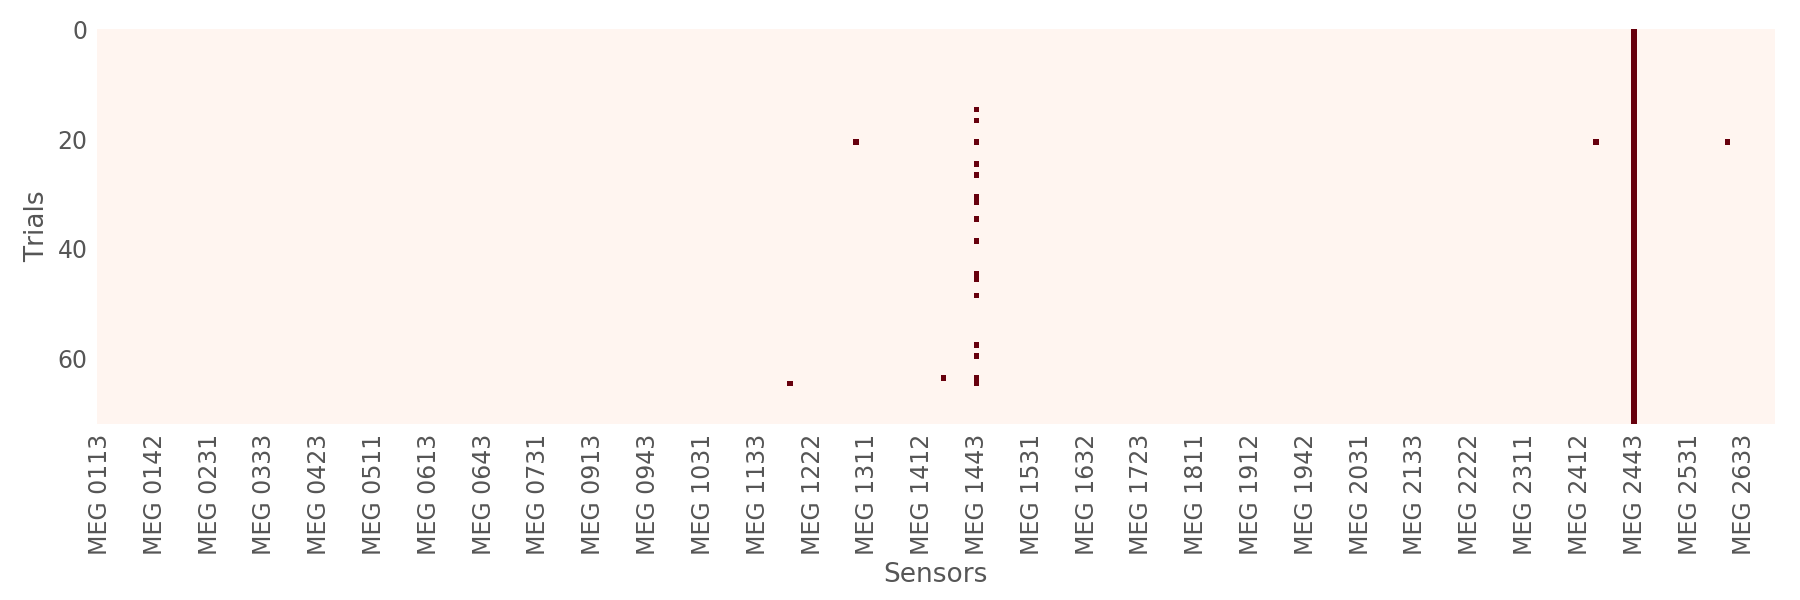 0
20
40
60
Trials
MEG 0113
MEG 0142
MEG 0231
MEG 0333
MEG 0423
MEG 0511
MEG 0613
MEG 0643
MEG 0731
MEG 0913
MEG 0943
MEG 1031
MEG 1133
MEG 1222
MEG 1311
MEG 1412
MEG 1443
MEG 1531
MEG 1632
MEG 1723
MEG 1811
MEG 1912
MEG 1942
MEG 2031
MEG 2133
MEG 2222
MEG 2311
MEG 2412
MEG 2443
MEG 2531
MEG 2633
Sensors